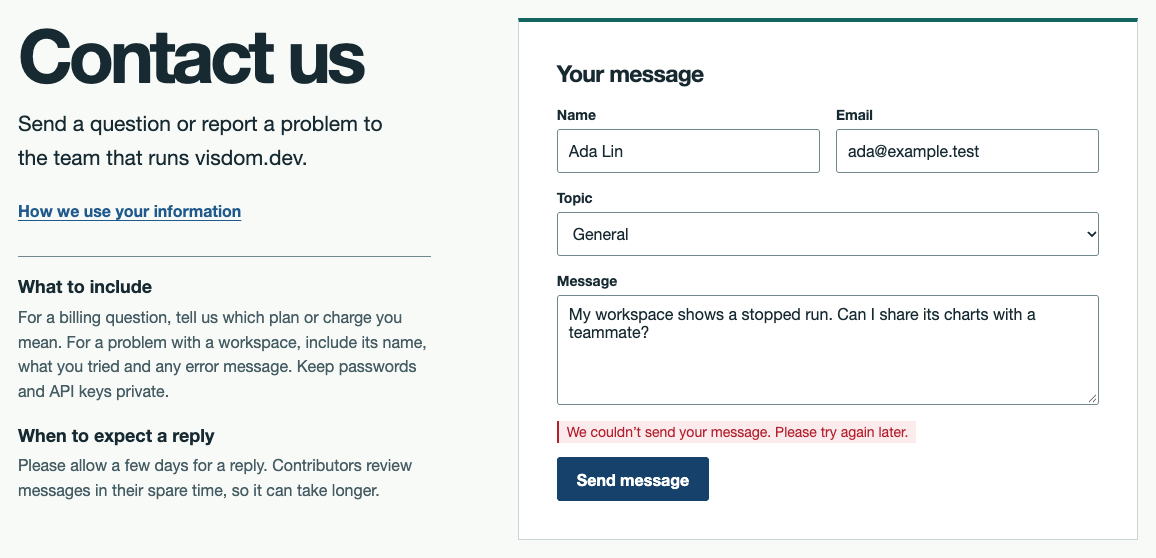 Contact us
Send a question or report a problem to
the team that runs visdom.dev.
How we use your information
What to include
For a billing question, tell us which plan or charge you
mean. For a problem with a workspace, include its name,
what you tried and any error message. Keep passwords
and API keys private.
When to expect a reply
Please allow a few days for a reply. Contributors review
messages in their spare time, so it can take longer.
Your message
Name
Email
Ada Lin
ada@example.test
Topic
General
Message
My workspace shows a stopped run. Can I share its charts with a
teammate?
We couldn’t send your message. Please try again later.
Send message